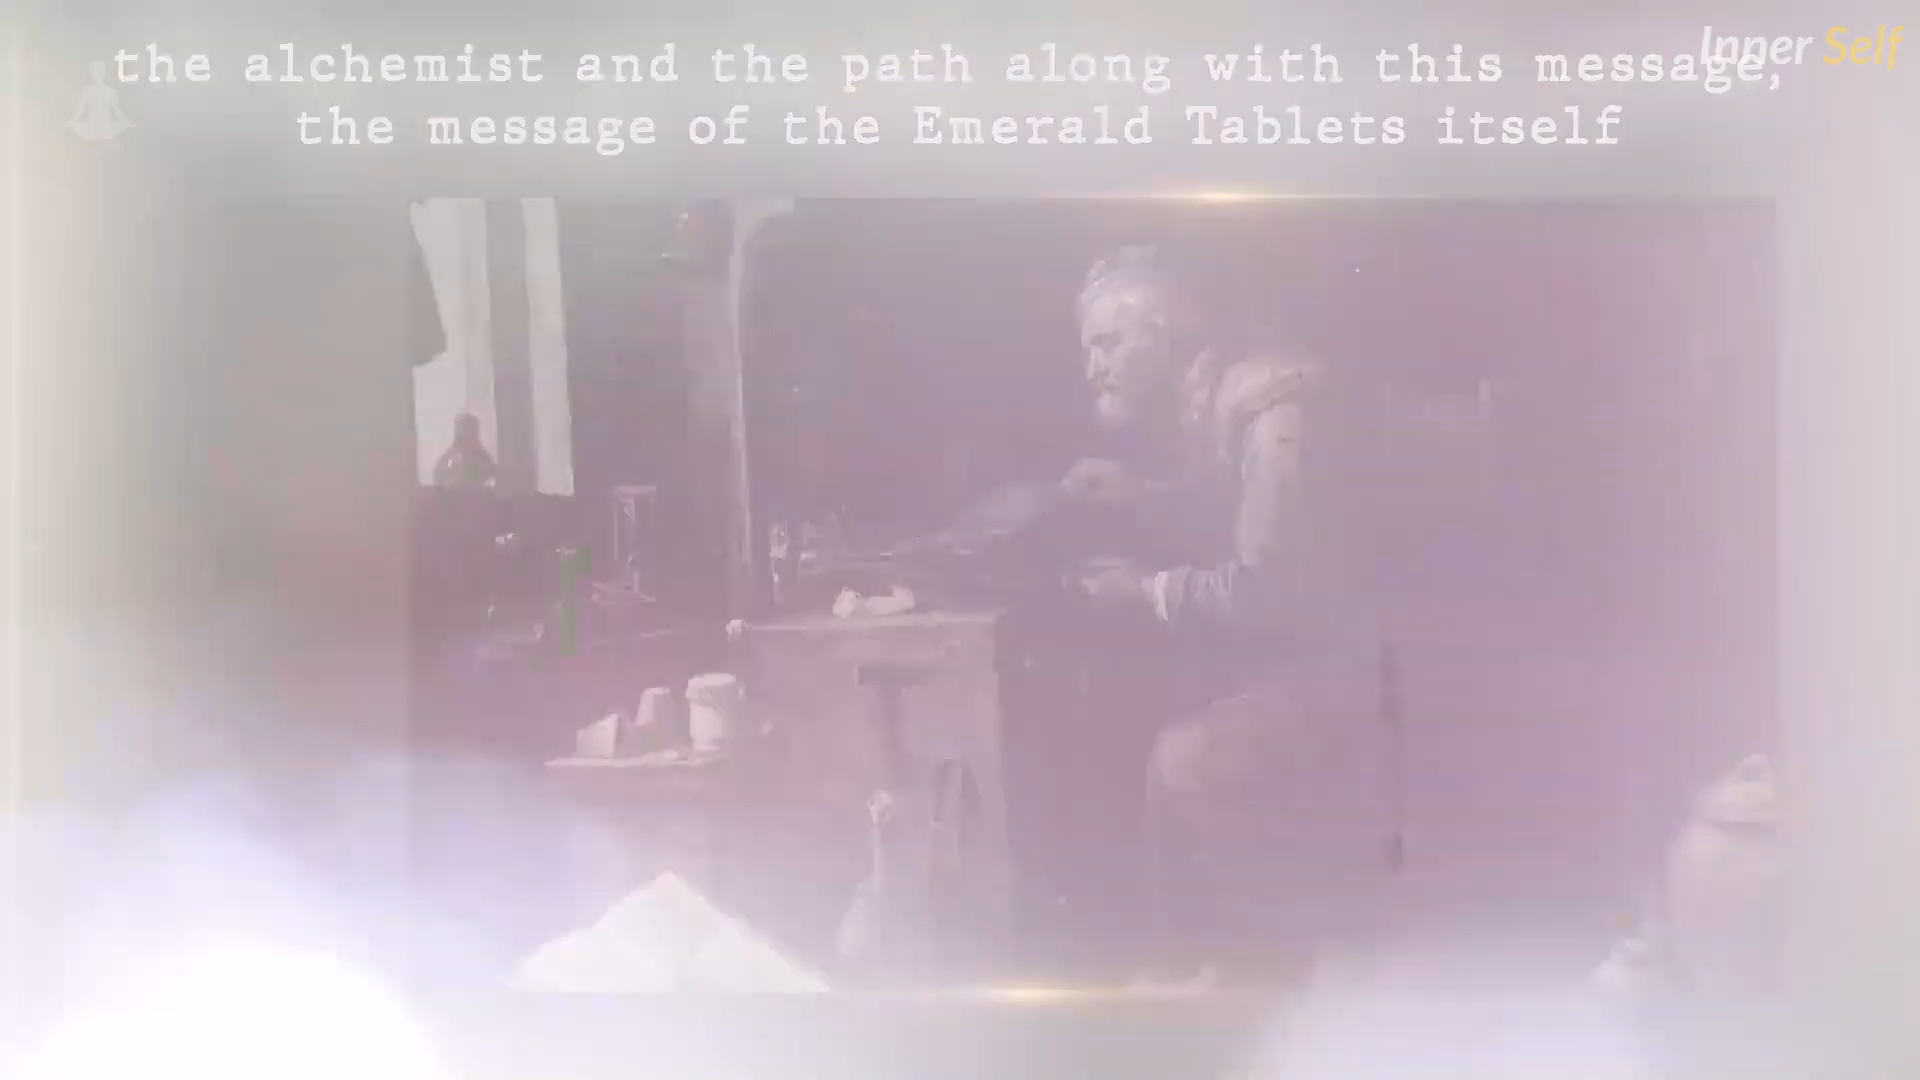 Inner Self
the alchemist and the path along with this message,
the message of the Emerald Tablets itself